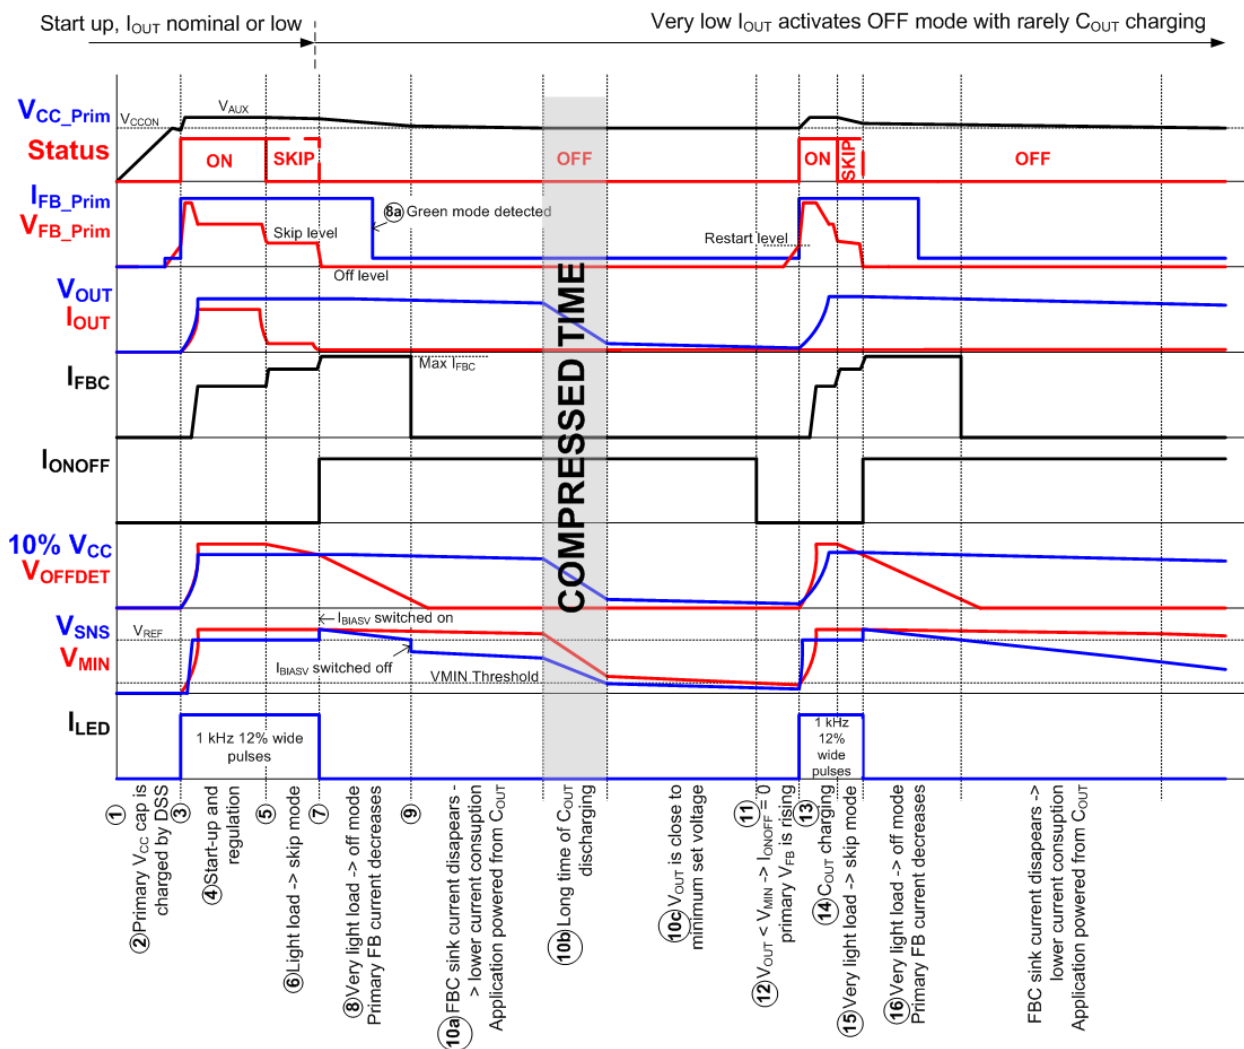 Start up, IOUT nominal or low
Very low IOUT activates OFF mode with rarely COUT charging
VCC_Prim
VCCON
VAUX
Status
ON
SKIP
OFF
ON
SKIP
OFF
IFB_Prim
VFB_Prim
8a Green mode detected
Skip level
Restart level
Off level
VOUT
IOUT
COMPRESSED TIME
IFBC
Max IFBC
IONOFF
10% VCC
VOFFDET
VSNS
VREF
IBIASV switched on
VMIN
IBIASV switched off
VMIN Threshold
ILED
1 kHz 12% wide
pulses
1 kHz
12%
wide
pulses
1
2 Primary VCC cap is
charged by DSS
3
4 Start-up and
regulation
5
6 Light load -> skip mode
7
8 Very light load -> off mode
Primary FB current decreases
9
10a FBC sink current disapears -
> lower current consuption
Application powered from COUT
10b Long time of COUT
discharging
10c VOUT is close to
minimum set voltage
11
12 VOUT < VMIN -> IONOFF = 0
primary VFB is rising
13
14 COUT charging
15 Very light load -> skip mode
16 Very light load -> off mode
Primary FB current decreases
FBC sink current disapears ->
lower current consuption
Application powered from COUT